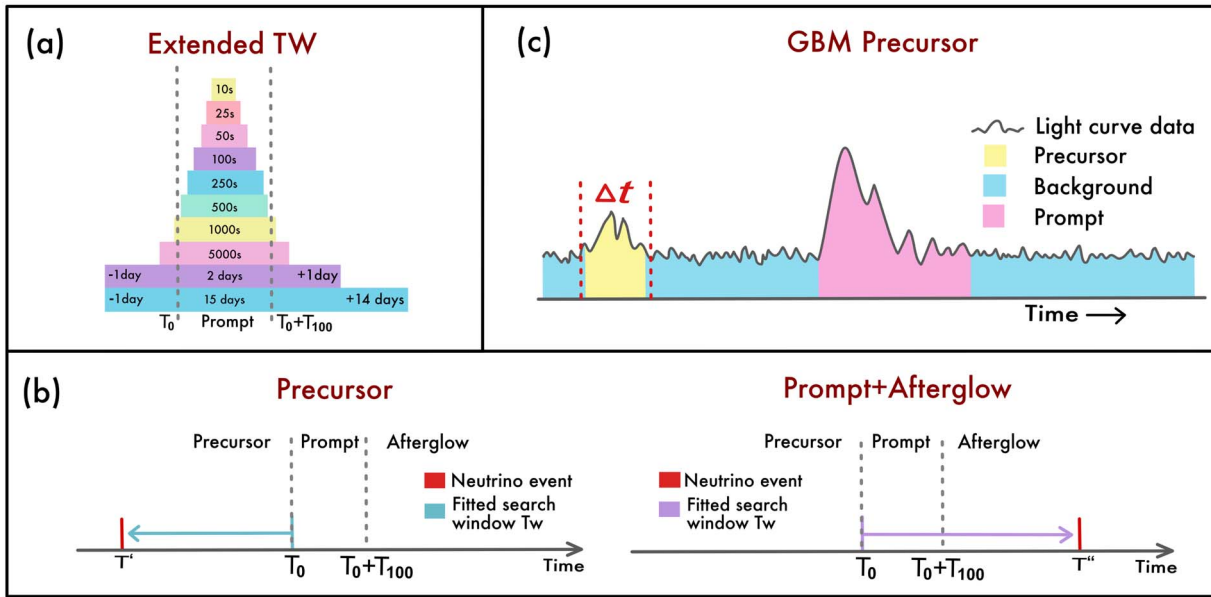 (a)
Extended TW
10s
25s
50s
100s
250s
500s
1000s
5000s
-1day 2 days +1day
-1day 15 days +14 days
T₀ Prompt T₀+T₁₀₀
(c)
GBM Precursor
Light curve data
Precursor
Background
Prompt
Δt
Time
(b)
Precursor
Precursor Prompt Afterglow
Neutrino event
Fitted search
window Tw
T‘ T₀ T₀+T₁₀₀ Time
Prompt+Afterglow
Precursor Prompt Afterglow
Neutrino event
Fitted search
window Tw
T₀ T₀+T₁₀₀ T“ Time